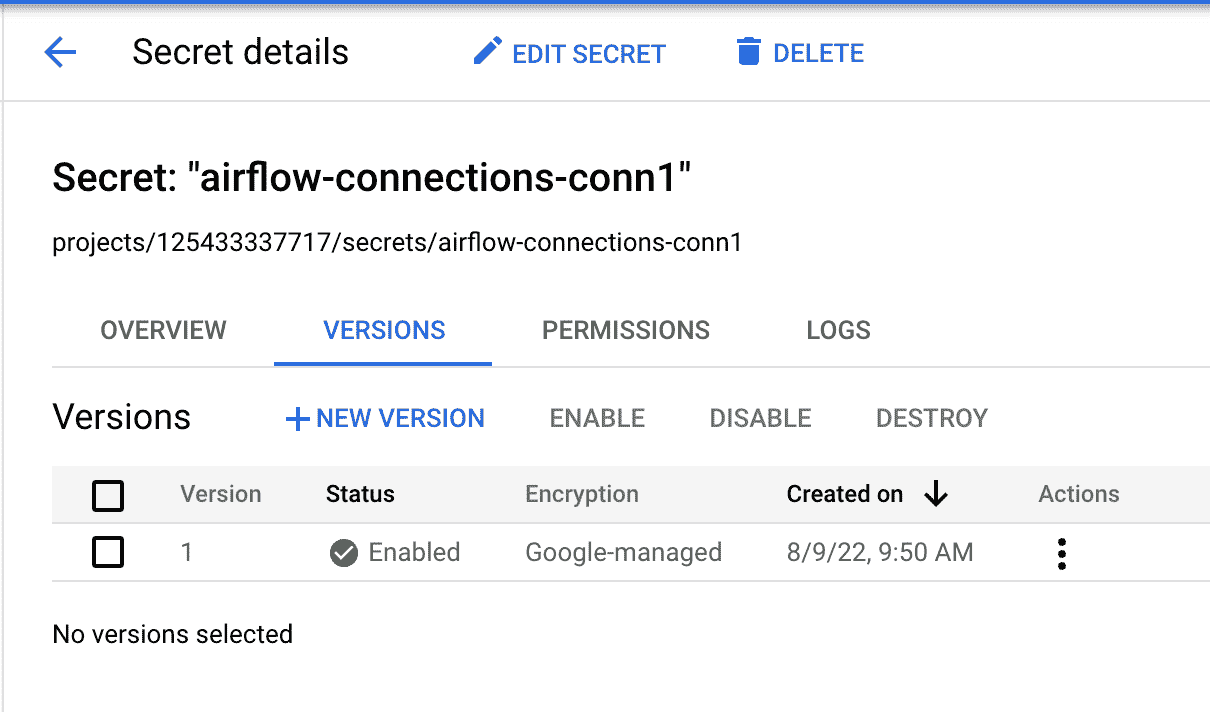 Secret details EDIT SECRET DELETE
Secret: "airflow-connections-conn1"
projects/125433337717/secrets/airflow-connections-conn1
OVERVIEW VERSIONS PERMISSIONS LOGS
Versions NEW VERSION ENABLE DISABLE DESTROY
Version Status Encryption Created on Actions
1 Enabled Google-managed 8/9/22, 9:50 AM
No versions selected